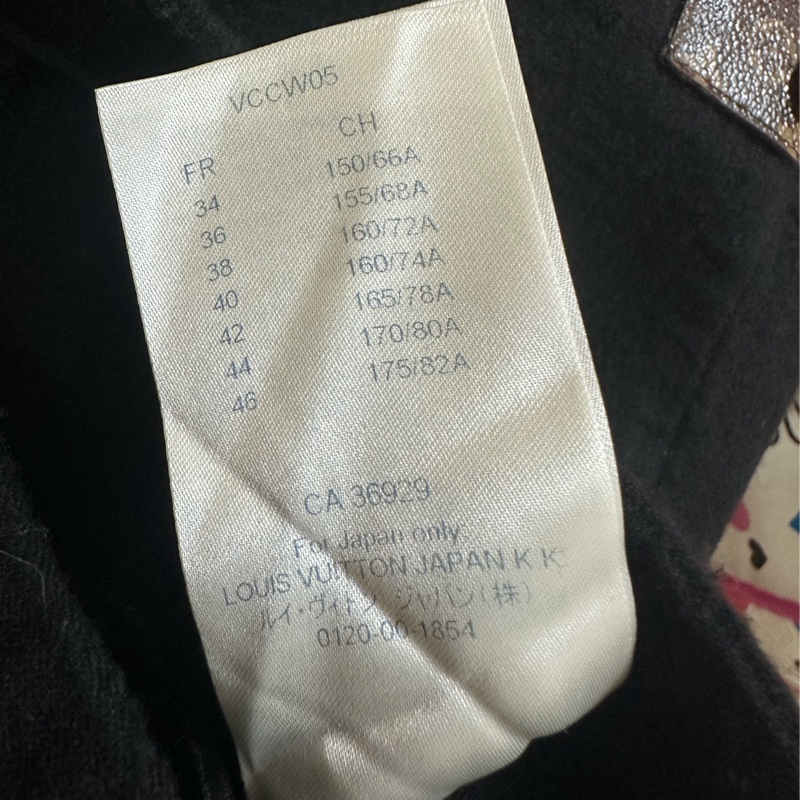 VCCW05
FR CH
34 150/66A
36 155/68A
38 160/72A
40 160/74A
42 165/78A
44 170/80A
46 175/82A
CA 36929
For Japan only:
LOUIS VUITTON JAPAN K K
ルイ・ヴィトン ジャパン(株)
0120-00-1854